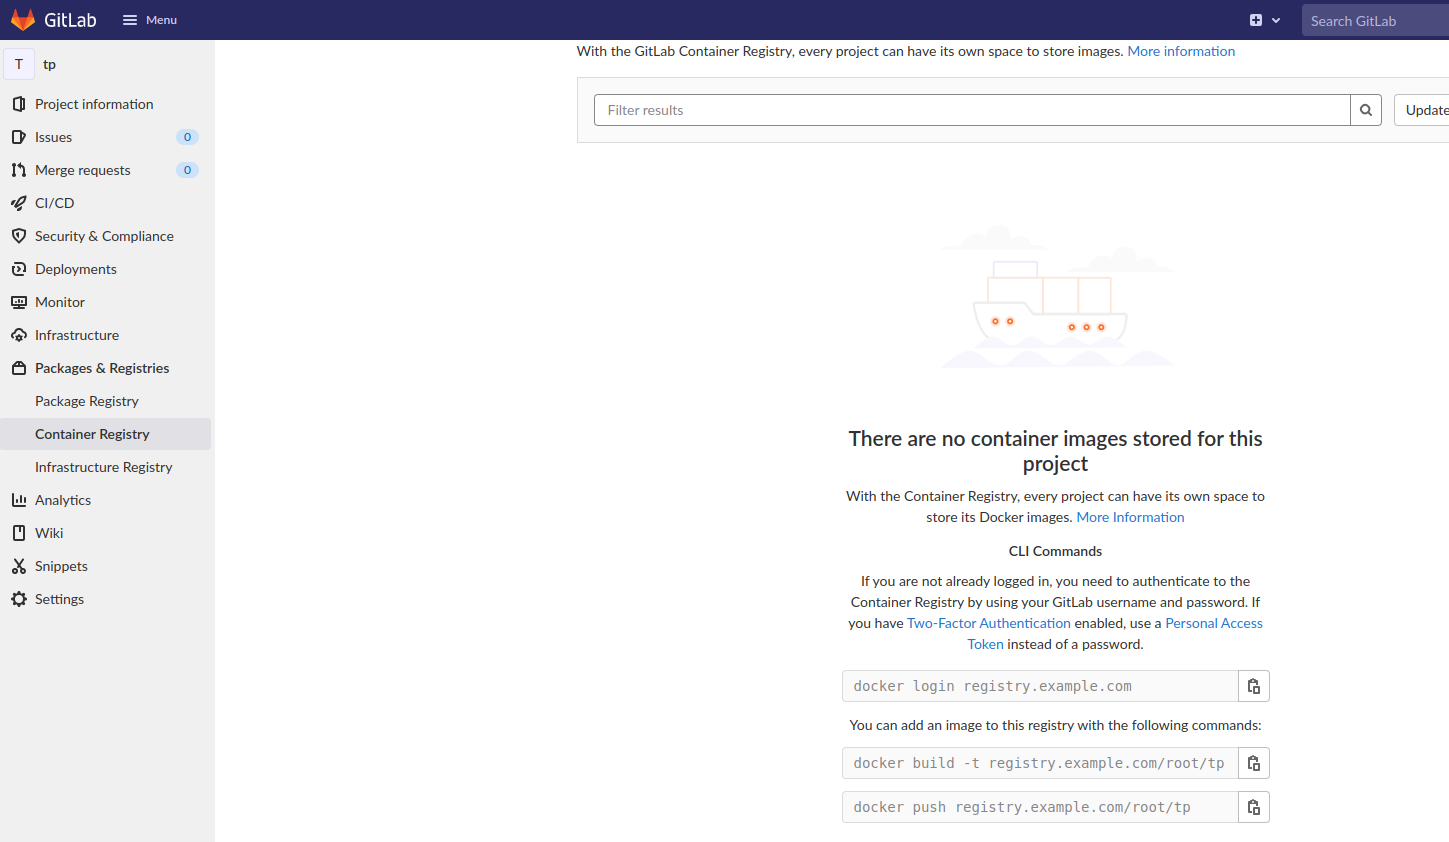 GitLab
Menu
Search GitLab
T tp
Project information
Issues 0
Merge requests 0
CI/CD
Security & Compliance
Deployments
Monitor
Infrastructure
Packages & Registries
Package Registry
Container Registry
Infrastructure Registry
Analytics
Wiki
Snippets
Settings
With the GitLab Container Registry, every project can have its own space to store images. More information
Filter results
Update
There are no container images stored for this
project
With the Container Registry, every project can have its own space to
store its Docker images. More Information
CLI Commands
If you are not already logged in, you need to authenticate to the
Container Registry by using your GitLab username and password. If
you have Two-Factor Authentication enabled, use a Personal Access
Token instead of a password.
docker login registry.example.com
You can add an image to this registry with the following commands:
docker build -t registry.example.com/root/tp
docker push registry.example.com/root/tp